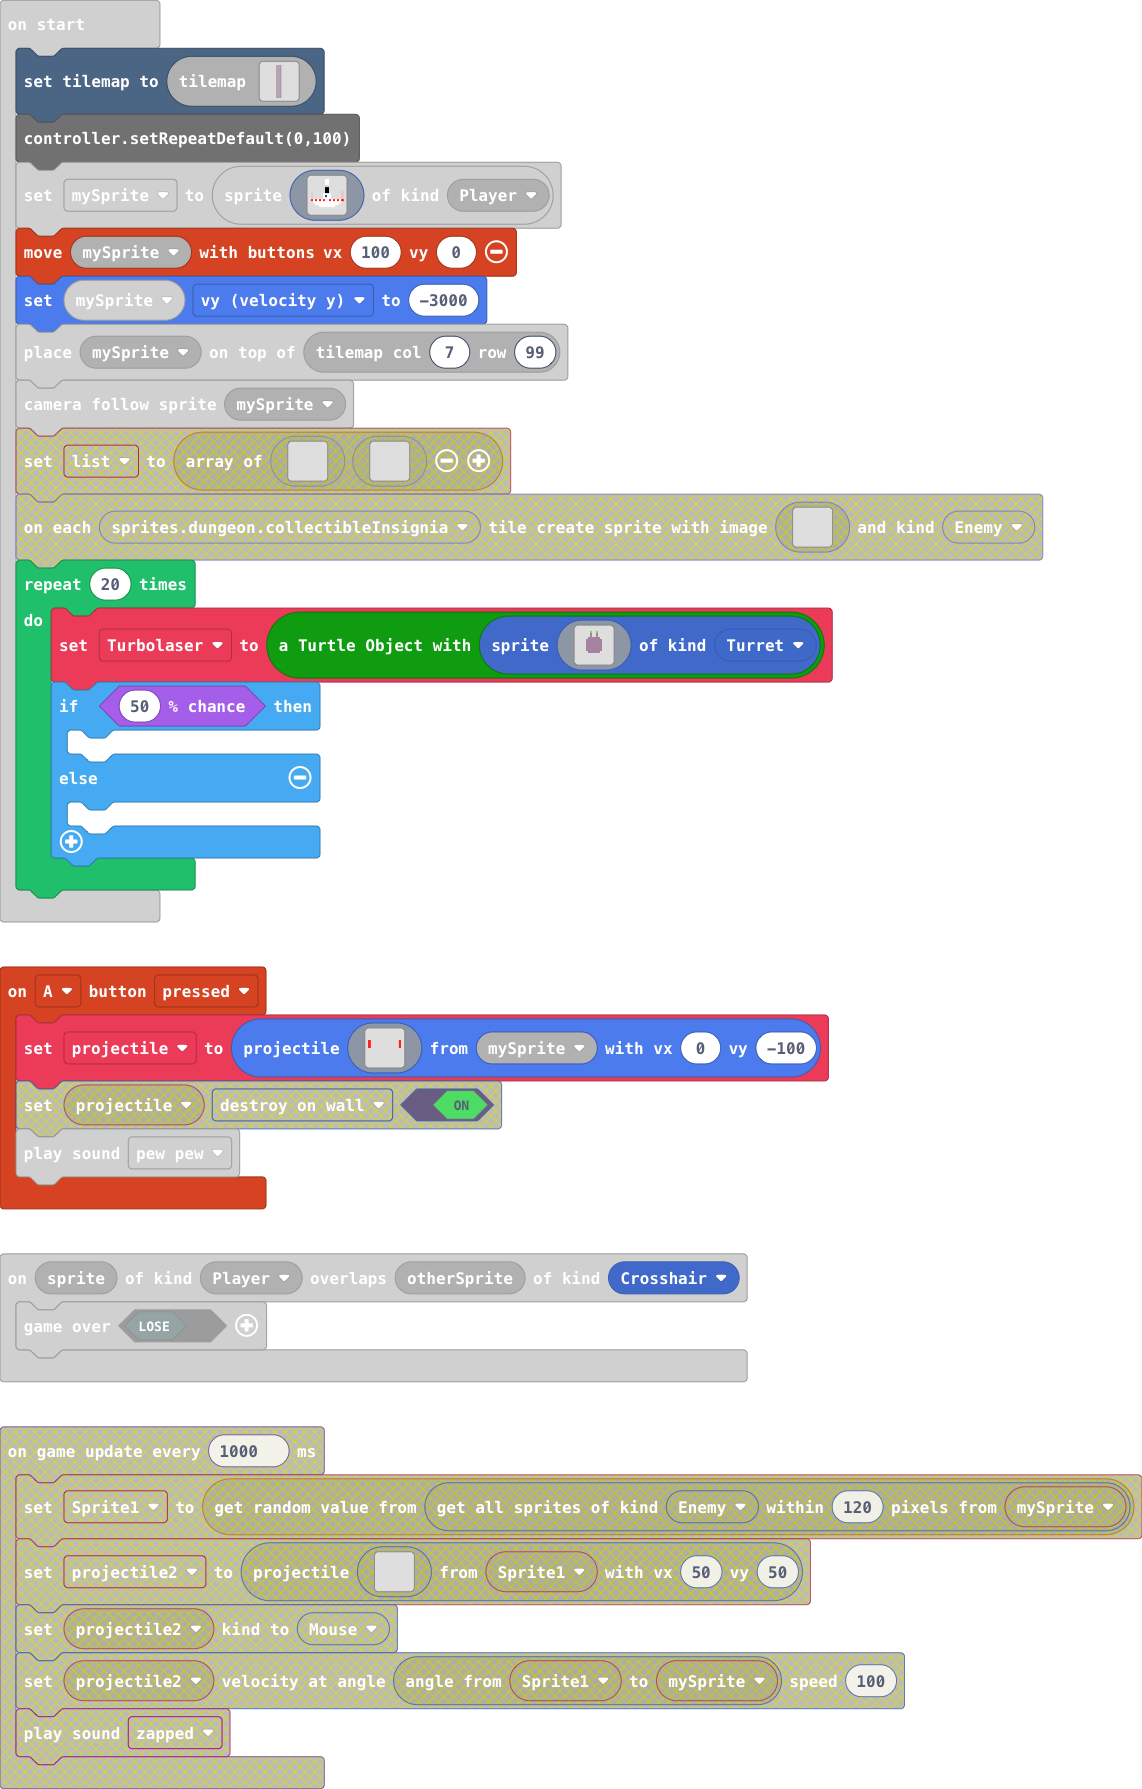 on start
set tilemap to tilemap
controller.setRepeatDefault(0,100)
set mySprite to sprite of kind Player
move mySprite with buttons vx 100 vy 0
set mySprite vy (velocity y) to -3000
place mySprite on top of tilemap col 7 row 99
camera follow sprite mySprite
set list to array of
on each sprites.dungeon.collectibleInsignia tile create sprite with image and kind Enemy
repeat 20 times
do
set Turbolaser to a Turtle Object with sprite of kind Turret
if 50 % chance then
else
on A button pressed
set projectile to projectile from mySprite with vx 0 vy -100
set projectile destroy on wall ON
play sound pew pew
on sprite of kind Player overlaps otherSprite of kind Crosshair
game over LOSE
on game update every 1000 ms
set Sprite1 to get random value from get all sprites of kind Enemy within 120 pixels from mySprite
set projectile2 to projectile from Sprite1 with vx 50 vy 50
set projectile2 kind to Mouse
set projectile2 velocity at angle angle from Sprite1 to mySprite speed 100
play sound zapped